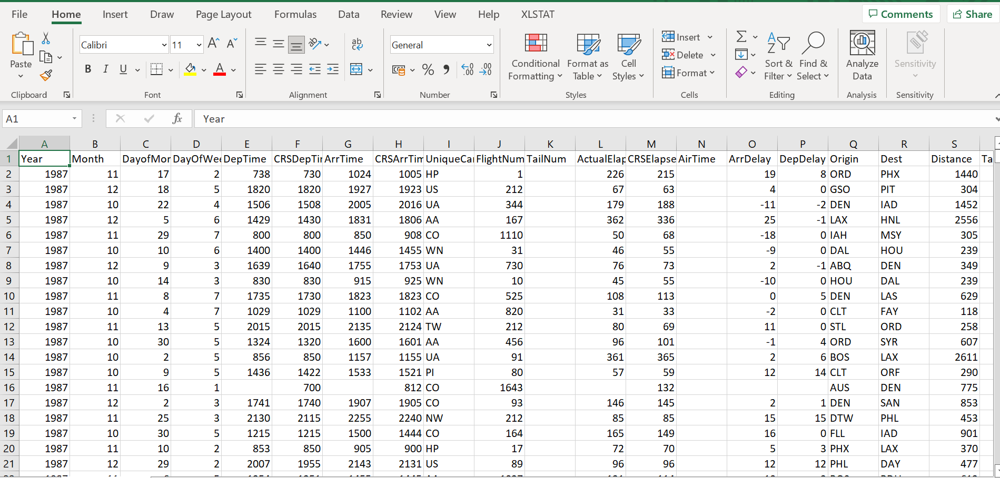 File Home Insert Draw Page Layout Formulas Data Review View Help XLSTAT Comments Share
Calibri 11 A^ A˅ ab c General Insert Σ A Z
Delete
Paste B I U A % , .00 Conditional Formatting Format as Table Cell Styles Format Sort & Filter Find & Select Analyze Data Sensitivity
Clipboard Font Alignment Number Styles Cells Editing Analysis Sensitivity
A1 fx Year
A B C D E F G H I J K L M N O P Q R S
1 Year Month DayofMor DayOfWee DepTime CRSDepTir ArrTime CRSArrTim UniqueCar FlightNum TailNum ActualElap CRSElapse AirTime ArrDelay DepDelay Origin Dest Distance Ta
2 1987 11 17 2 738 730 1024 1005 HP 1 226 215 19 8 ORD PHX 1440
3 1987 12 18 5 1820 1820 1927 1923 US 212 67 63 4 0 GSO PIT 304
4 1987 10 22 4 1506 1508 2005 2016 UA 344 179 188 -11 -2 DEN IAD 1452
5 1987 12 5 6 1429 1430 1831 1806 AA 167 362 336 25 -1 LAX HNL 2556
6 1987 11 29 7 800 800 850 908 CO 1110 50 68 -18 0 IAH MSY 305
7 1987 10 10 6 1400 1400 1446 1455 WN 31 46 55 -9 0 DAL HOU 239
8 1987 12 9 3 1639 1640 1755 1753 UA 730 76 73 2 -1 ABQ DEN 349
9 1987 10 14 3 830 830 915 925 WN 10 45 55 -10 0 HOU DAL 239
10 1987 11 8 7 1735 1730 1823 1823 CO 525 108 113 0 5 DEN LAS 629
11 1987 10 4 7 1029 1029 1100 1102 AA 820 31 33 -2 0 CLT FAY 118
12 1987 11 13 5 2015 2015 2135 2124 TW 212 80 69 11 0 STL ORD 258
13 1987 10 30 5 1324 1320 1600 1601 AA 456 96 101 -1 4 ORD SYR 607
14 1987 10 2 5 856 850 1157 1155 UA 91 361 365 2 6 BOS LAX 2611
15 1987 10 9 5 1436 1422 1533 1521 PI 80 57 59 12 14 CLT ORF 290
16 1987 11 16 1 700 812 CO 1643 132 AUS DEN 775
17 1987 12 2 3 1741 1740 1907 1905 CO 93 146 145 2 1 DEN SAN 853
18 1987 11 25 3 2130 2115 2255 2240 NW 212 85 85 15 15 DTW PHL 453
19 1987 10 30 5 1215 1215 1500 1444 CO 164 165 149 16 0 FLL IAD 901
20 1987 11 10 2 853 850 905 900 HP 17 72 70 5 3 PHX LAX 370
21 1987 12 29 2 2007 1955 2143 2131 US 89 96 96 12 12 PHL DAY 477